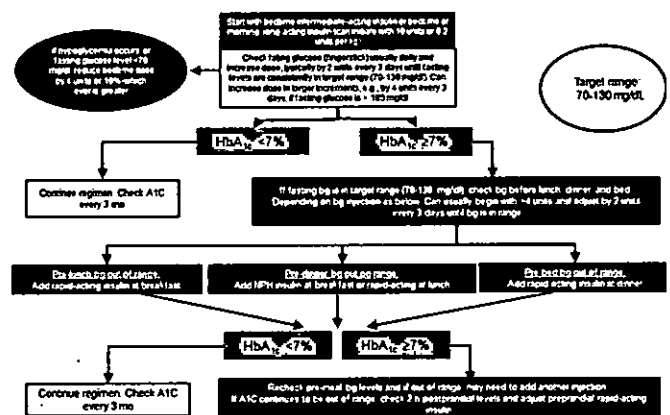 Start with bedtime intermediate-acting insulin or bedtime or
morning long-acting insulin (can initiate with 10 units or 0.2
units per kg)
If hypoglycemia occurs or
fasting glucose level <70
mg/dl, reduce bedtime dose
by 4 units or 10% which
ever is greater
Check fasting glucose (fingerstick) usually daily and
increase dose, typically by 2 units every 3 days until fasting
levels are consistently in target range (70-130 mg/dl). Can
increase dose in larger increments, e.g., by 4 units every 3
days, if fasting glucose is > 180 mg/dl
Target range:
70-130 mg/dL
HbA1c <7%
HbA1c ≥7%
Continue regimen. Check A1C
every 3 mo
If fasting bg is in target range (70-130 mg/dl), check bg before lunch, dinner, and bed
Depending on bg injection as below. Can usually begin with ~4 units and adjust by 2 units
every 3 days until bg is in range
Pre-lunch bg out of range.
Add rapid-acting insulin at breakfast
Pre-dinner bg out of range.
Add NPH insulin at breakfast or rapid-acting at lunch
Pre-bed bg out of range.
Add rapid-acting insulin at dinner
HbA1c <7%
HbA1c ≥7%
Continue regimen. Check A1C
every 3 mo
Recheck pre-meal bg levels and if out of range, may need to add another injection.
If A1C continues to be out of range, check 2 h postprandial levels and adjust preprandial rapid-acting
insulin